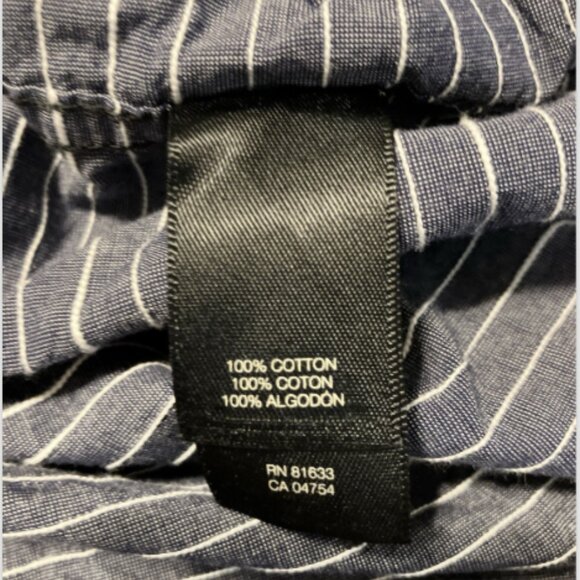 100% COTTON
100% COTON
100% ALGODÓN
RN 81633
CA 04754